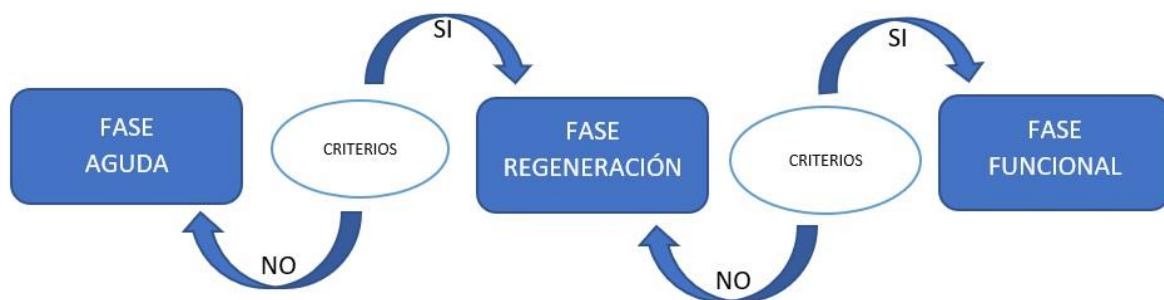 SI
FASE
AGUDA
CRITERIOS
NO
FASE
REGENERACIÓN
SI
CRITERIOS
NO
FASE
FUNCIONAL